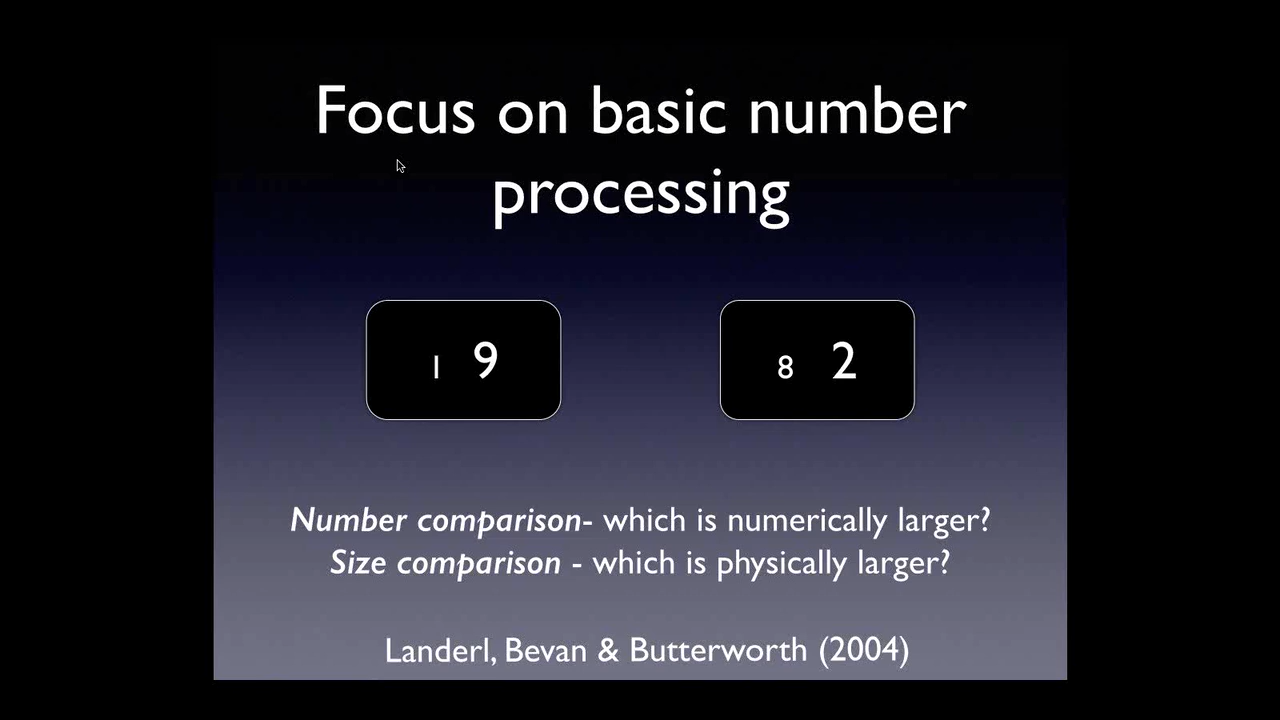 Focus on basic number
processing
1 9
8 2
Number comparison- which is numerically larger?
Size comparison - which is physically larger?
Landerl, Bevan & Butterworth (2004)